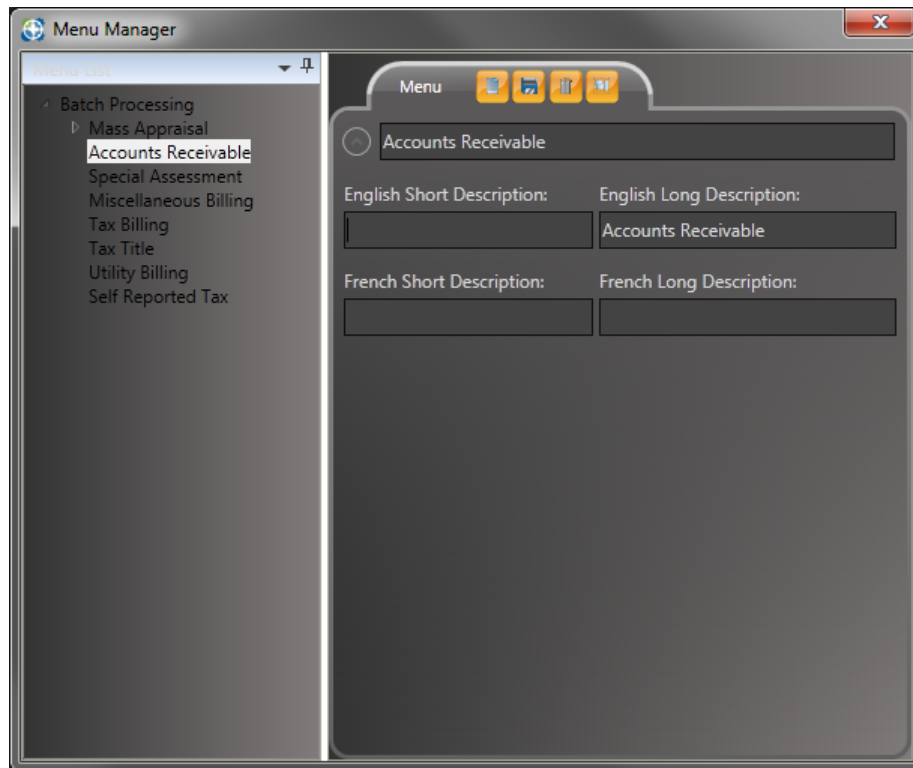 Menu Manager
Menu List
Batch Processing
Mass Appraisal
Accounts Receivable
Special Assessment
Miscellaneous Billing
Tax Billing
Tax Title
Utility Billing
Self Reported Tax
Menu
Accounts Receivable
English Short Description:
English Long Description:
Accounts Receivable
French Short Description:
French Long Description: